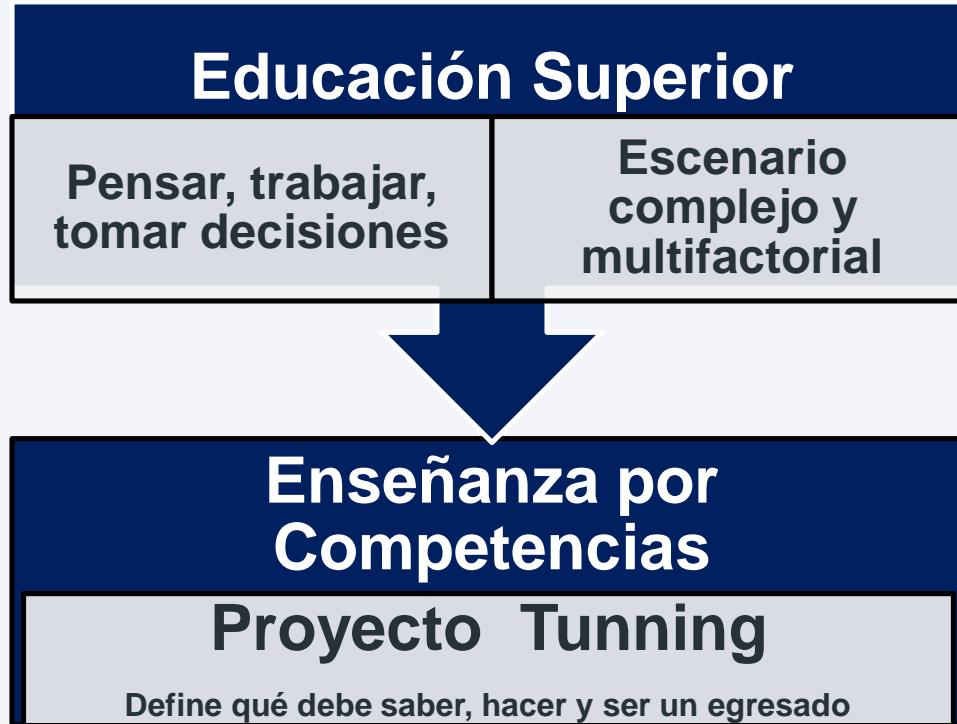 Educación Superior
Pensar, trabajar,
tomar decisiones
Escenario
complejo y
multifactorial
Enseñanza por
Competencias
Proyecto Tunning
Define qué debe saber, hacer y ser un egresado